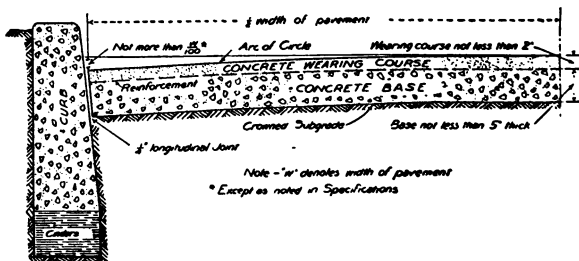 ½ width of pavement
Not more than W/100*
Arc of Circle
Wearing course not less than 2"
CONCRETE WEARING COURSE
Reinforcement
CONCRETE BASE
CURB
Crowned Subgrade
Base not less than 5" thick
¼" longitudinal Joint
Note - "W" denotes width of pavement
* Except as noted in Specifications
Cinders